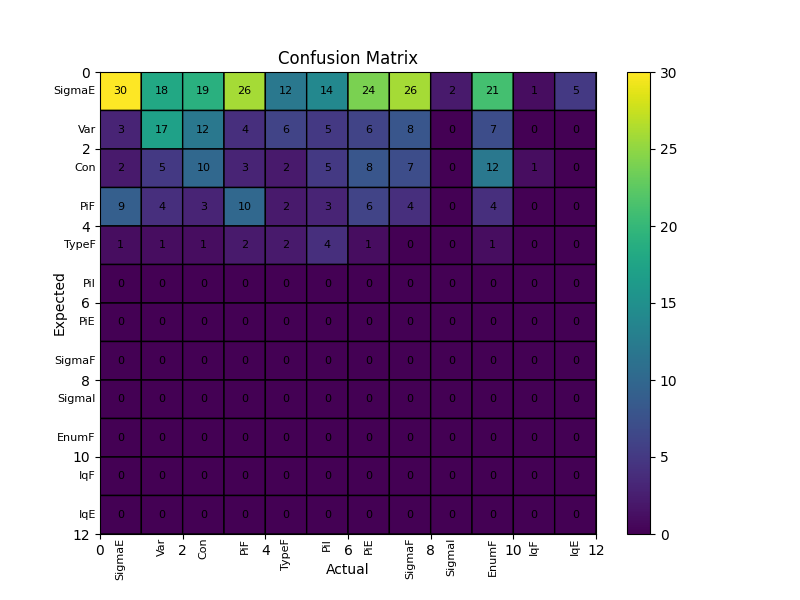 Confusion Matrix
0
SigmaE 30 18 19 26 12 14 24 26 2 21 1 5
Var 3 17 12 4 6 5 6 8 0 7 0 0
2
Con 2 5 10 3 2 5 8 7 0 12 1 0
PiF 9 4 3 10 2 3 6 4 0 4 0 0
4
TypeF 1 1 1 2 2 4 1 0 0 1 0 0
PiI 0 0 0 0 0 0 0 0 0 0 0 0
6
PiE 0 0 0 0 0 0 0 0 0 0 0 0
SigmaF 0 0 0 0 0 0 0 0 0 0 0 0
8
SigmaI 0 0 0 0 0 0 0 0 0 0 0 0
EnumF 0 0 0 0 0 0 0 0 0 0 0 0
10
IqF 0 0 0 0 0 0 0 0 0 0 0 0
IqE 0 0 0 0 0 0 0 0 0 0 0 0
12
Expected
0 2 4 6 8 10 12
SigmaE Var Con PiF TypeF PiI PiE SigmaF SigmaI EnumF IqF IqE
Actual
30
25
20
15
10
5
0